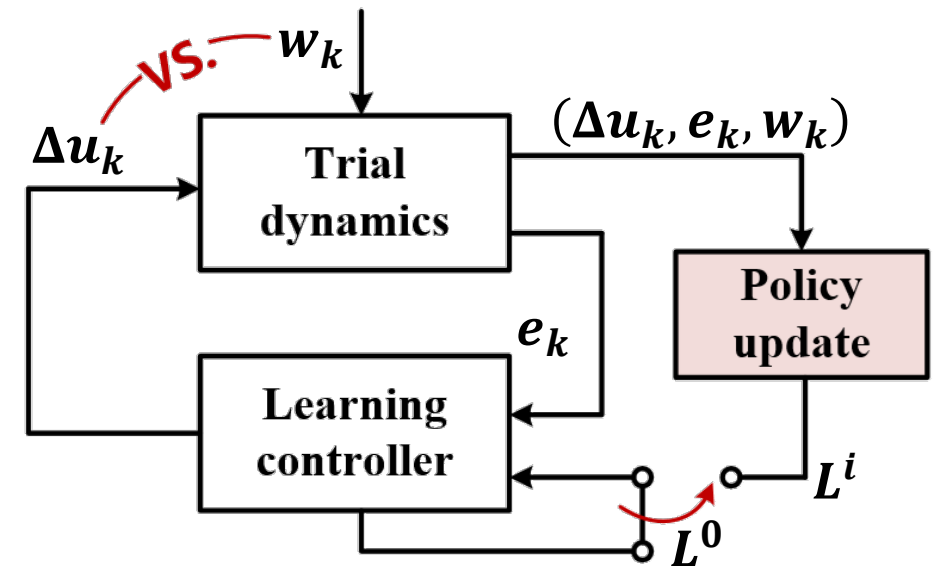 w_k
VS.
Δu_k
(Δu_k, e_k, w_k)
Trial
dynamics
Policy
update
e_k
Learning
controller
L^i
L^0